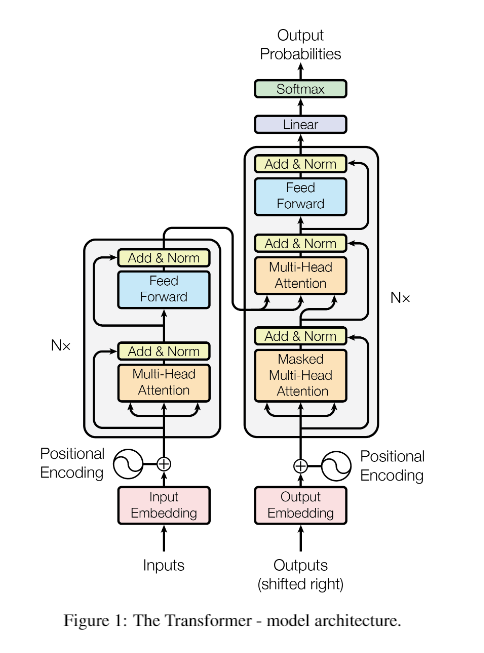 Output
Probabilities
Softmax
Linear
Add & Norm
Feed
Forward
Add & Norm
Multi-Head
Attention
Add & Norm
Masked
Multi-Head
Attention
Nx
Add & Norm
Feed
Forward
Add & Norm
Multi-Head
Attention
N×
Positional
Encoding
Positional
Encoding
Input
Embedding
Output
Embedding
Inputs
Outputs
(shifted right)
Figure 1: The Transformer - model architecture.